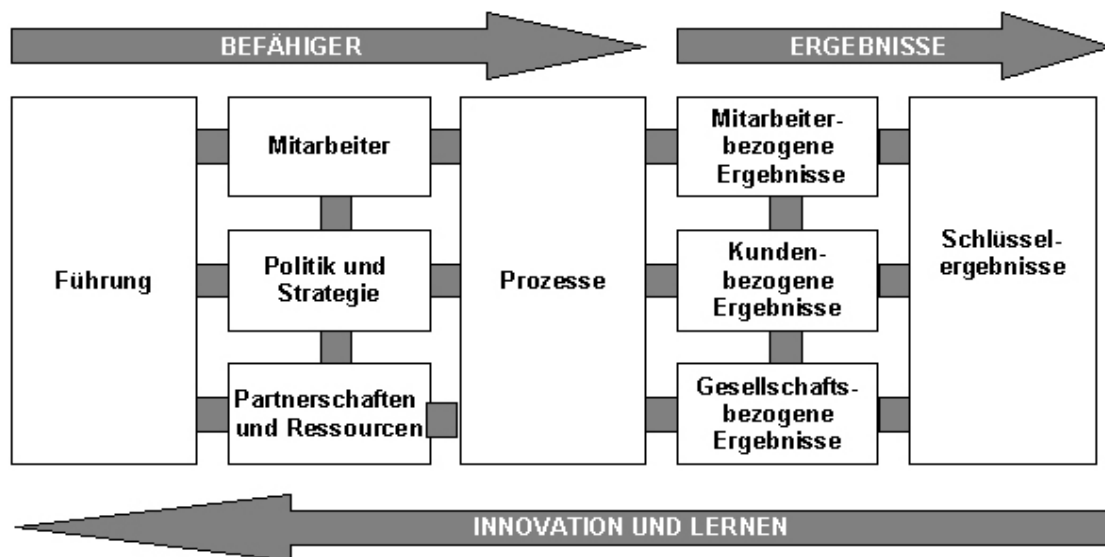 BEFÄHIGER
ERGEBNISSE
Führung
Mitarbeiter
Politik und
Strategie
Partnerschaften
und Ressourcen
Prozesse
Mitarbeiter-
bezogene
Ergebnisse
Kunden-
bezogene
Ergebnisse
Gesellschafts-
bezogene
Ergebnisse
Schlüssel-
ergebnisse
INNOVATION UND LERNEN